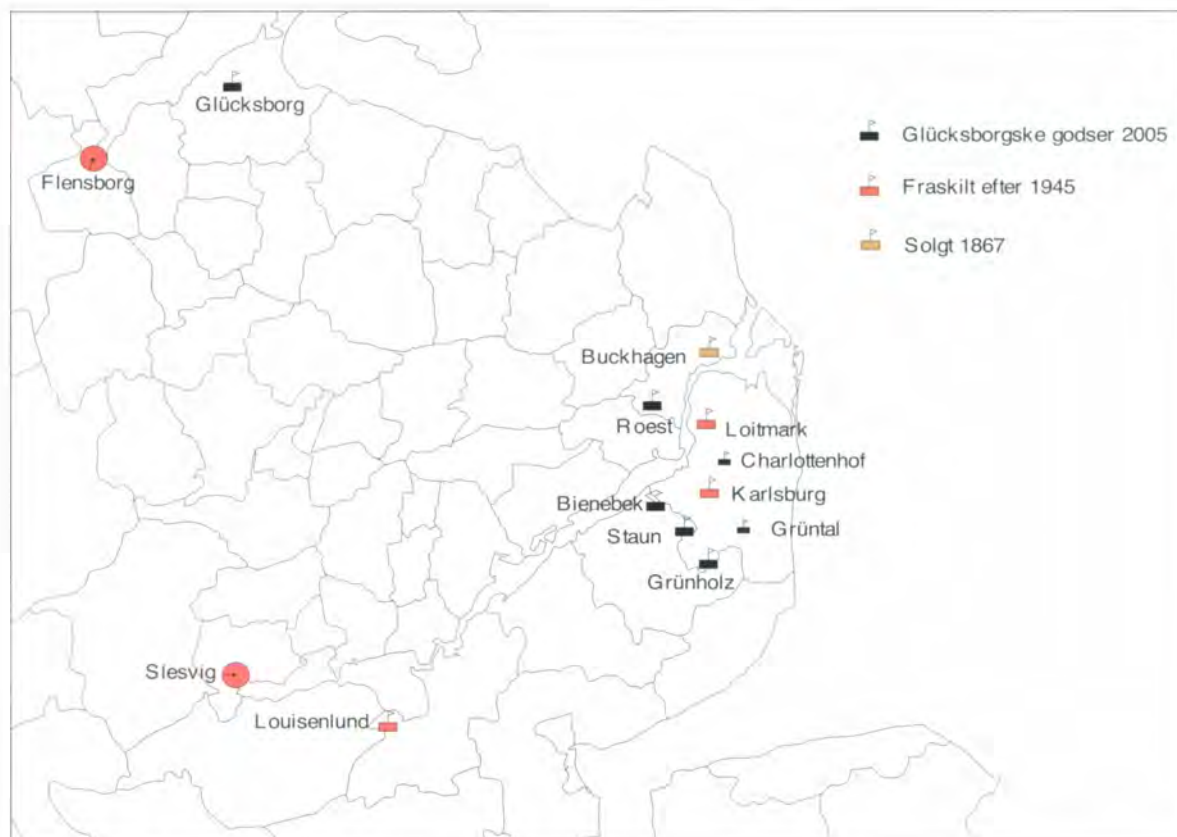 Glücksborg
Flensborg
Glücksborgske godser 2005
Fraskilt efter 1945
Solgt 1867
Buckhagen
Roest
Loitmark
Charlottenhof
Karlsburg
Bienebek
Staun
Grüntal
Grünholz
Slesvig
Louisenlund